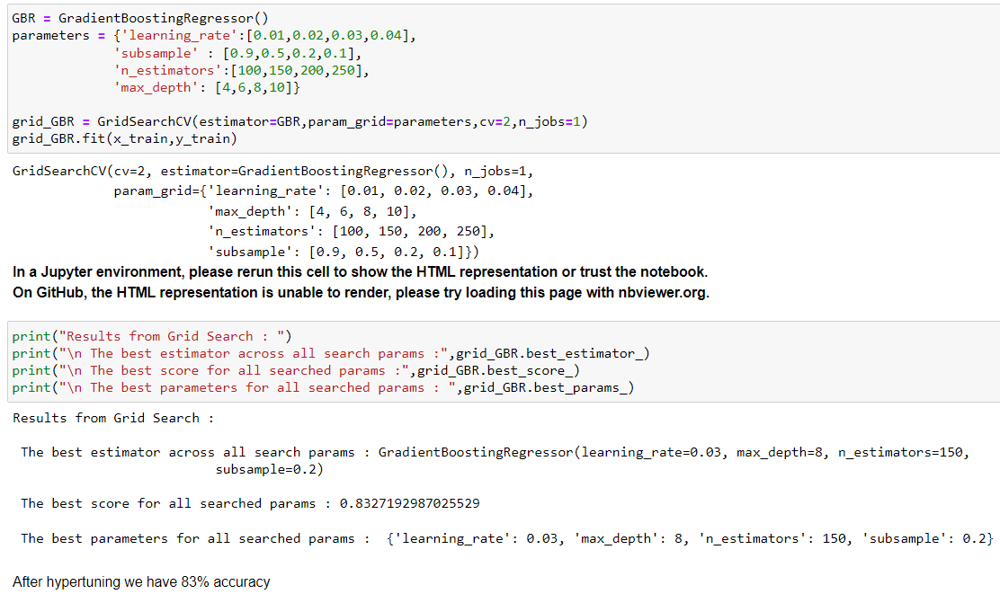 GBR = GradientBoostingRegressor()
parameters = {'learning_rate':[0.01,0.02,0.03,0.04],
'subsample' : [0.9,0.5,0.2,0.1],
'n_estimators':[100,150,200,250],
'max_depth': [4,6,8,10]}
grid_GBR = GridSearchCV(estimator=GBR,param_grid=parameters,cv=2,n_jobs=1)
grid_GBR.fit(x_train,y_train)
GridSearchCV(cv=2, estimator=GradientBoostingRegressor(), n_jobs=1,
param_grid={'learning_rate': [0.01, 0.02, 0.03, 0.04],
'max_depth': [4, 6, 8, 10],
'n_estimators': [100, 150, 200, 250],
'subsample': [0.9, 0.5, 0.2, 0.1]})
In a Jupyter environment, please rerun this cell to show the HTML representation or trust the notebook.
On GitHub, the HTML representation is unable to render, please try loading this page with nbviewer.org.
print("Results from Grid Search : ")
print("\n The best estimator across all search params :",grid_GBR.best_estimator_)
print("\n The best score for all searched params :",grid_GBR.best_score_)
print("\n The best parameters for all searched params : ",grid_GBR.best_params_)
Results from Grid Search :
The best estimator across all search params : GradientBoostingRegressor(learning_rate=0.03, max_depth=8, n_estimators=150,
subsample=0.2)
The best score for all searched params : 0.8327192987025529
The best parameters for all searched params :  {'learning_rate': 0.03, 'max_depth': 8, 'n_estimators': 150, 'subsample': 0.2}
After hypertuning we have 83% accuracy